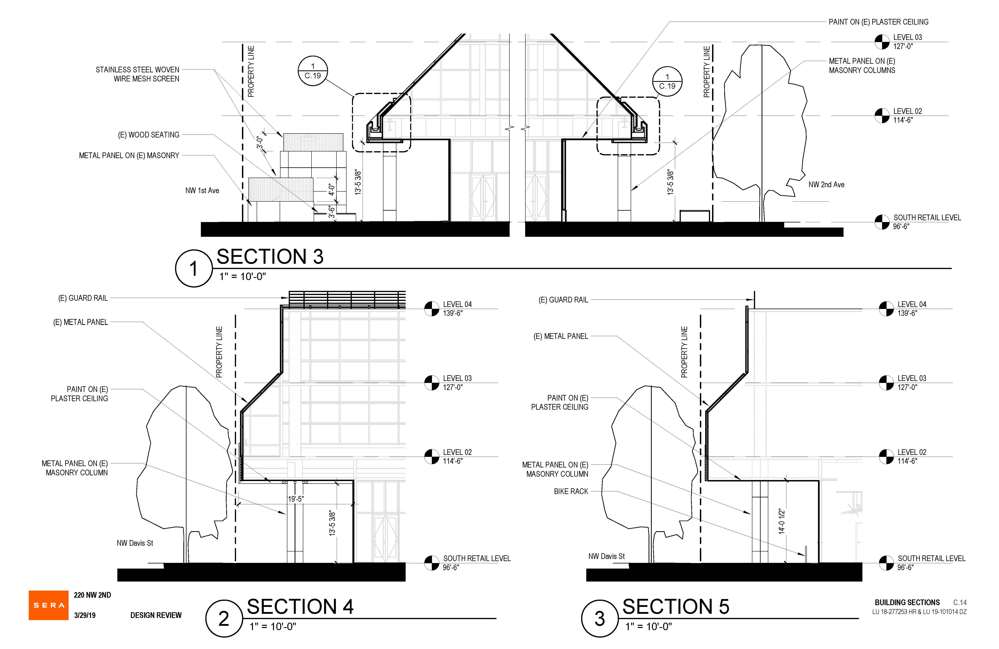 PAINT ON (E) PLASTER CEILING
LEVEL 03
127'-0"
PROPERTY LINE
PROPERTY LINE
METAL PANEL ON (E)
MASONRY COLUMNS
STAINLESS STEEL WOVEN
WIRE MESH SCREEN
1
C.19
1
C.19
LEVEL 02
114'-6"
(E) WOOD SEATING
3'-0"
METAL PANEL ON (E) MASONRY
NW 1st Ave
4'-0"
3'-6"
13'-5 3/8"
13'-5 3/8"
NW 2nd Ave
SOUTH RETAIL LEVEL
96'-6"
1
SECTION 3
1" = 10'-0"
(E) GUARD RAIL
LEVEL 04
139'-6"
(E) METAL PANEL
PROPERTY LINE
LEVEL 03
127'-0"
PAINT ON (E)
PLASTER CEILING
LEVEL 02
114'-6"
METAL PANEL ON (E)
MASONRY COLUMN
19'-5"
13'-5 3/8"
NW Davis St
SOUTH RETAIL LEVEL
96'-6"
2
SECTION 4
1" = 10'-0"
(E) GUARD RAIL
LEVEL 04
139'-6"
(E) METAL PANEL
PROPERTY LINE
LEVEL 03
127'-0"
PAINT ON (E)
PLASTER CEILING
LEVEL 02
114'-6"
METAL PANEL ON (E)
MASONRY COLUMN
BIKE RACK
14'-0 1/2"
NW Davis St
SOUTH RETAIL LEVEL
96'-6"
3
SECTION 5
1" = 10'-0"
SERA
220 NW 2ND
3/29/19
DESIGN REVIEW
BUILDING SECTIONS C.14
LU 18-277253 HR & LU 19-101014 DZ